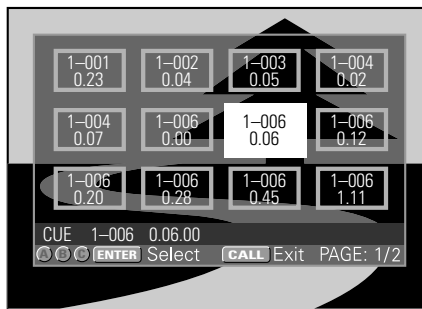 1–001 1–002 1–003 1–004
0.23 0.04 0.05 0.02
1–004 1–006 1–006 1–006
0.07 0.00 0.06 0.12
1–006 1–006 1–006 1–006
0.20 0.28 0.45 1.11
CUE 1–006 0.06.00
A B C ENTER Select CALL Exit PAGE: 1/2